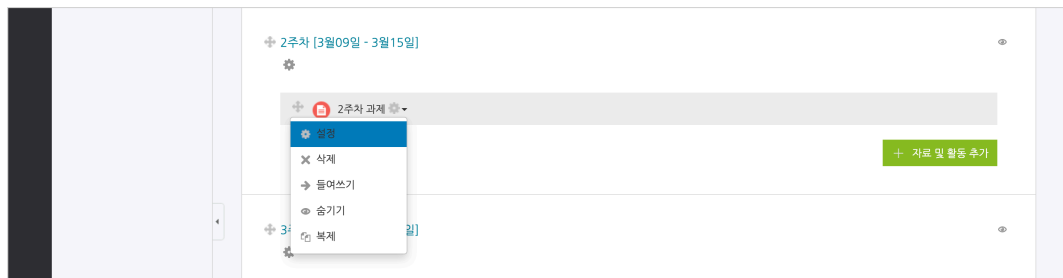 2주차 [3월09일 - 3월15일]
2주차 과제
설정
삭제
자료 및 활동 추가
들여쓰기
숨기기
3 일]
복제